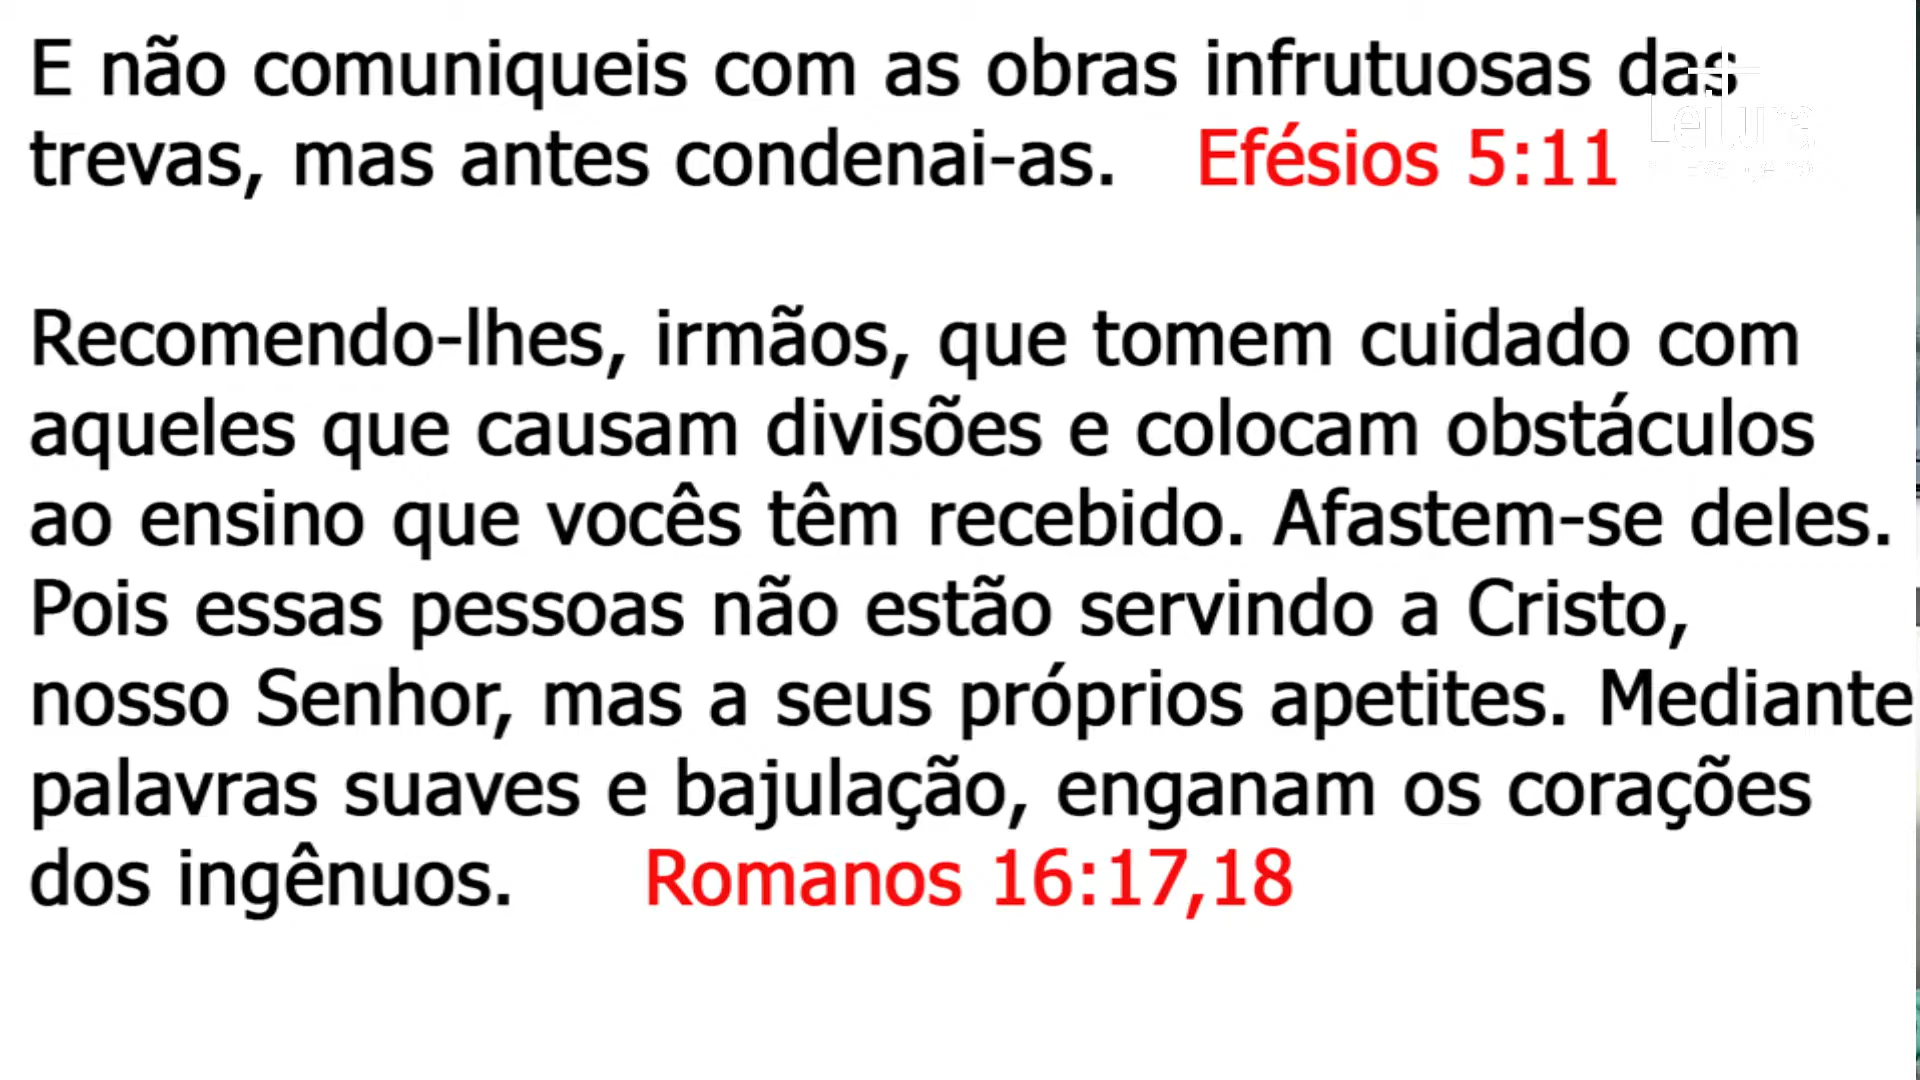 E não comuniqueis com as obras infrutuosas das
trevas, mas antes condenai-as. Efésios 5:11
Leitura
Recomendo-lhes, irmãos, que tomem cuidado com
aqueles que causam divisões e colocam obstáculos
ao ensino que vocês têm recebido. Afastem-se deles.
Pois essas pessoas não estão servindo a Cristo,
nosso Senhor, mas a seus próprios apetites. Mediante
palavras suaves e bajulação, enganam os corações
dos ingênuos. Romanos 16:17,18